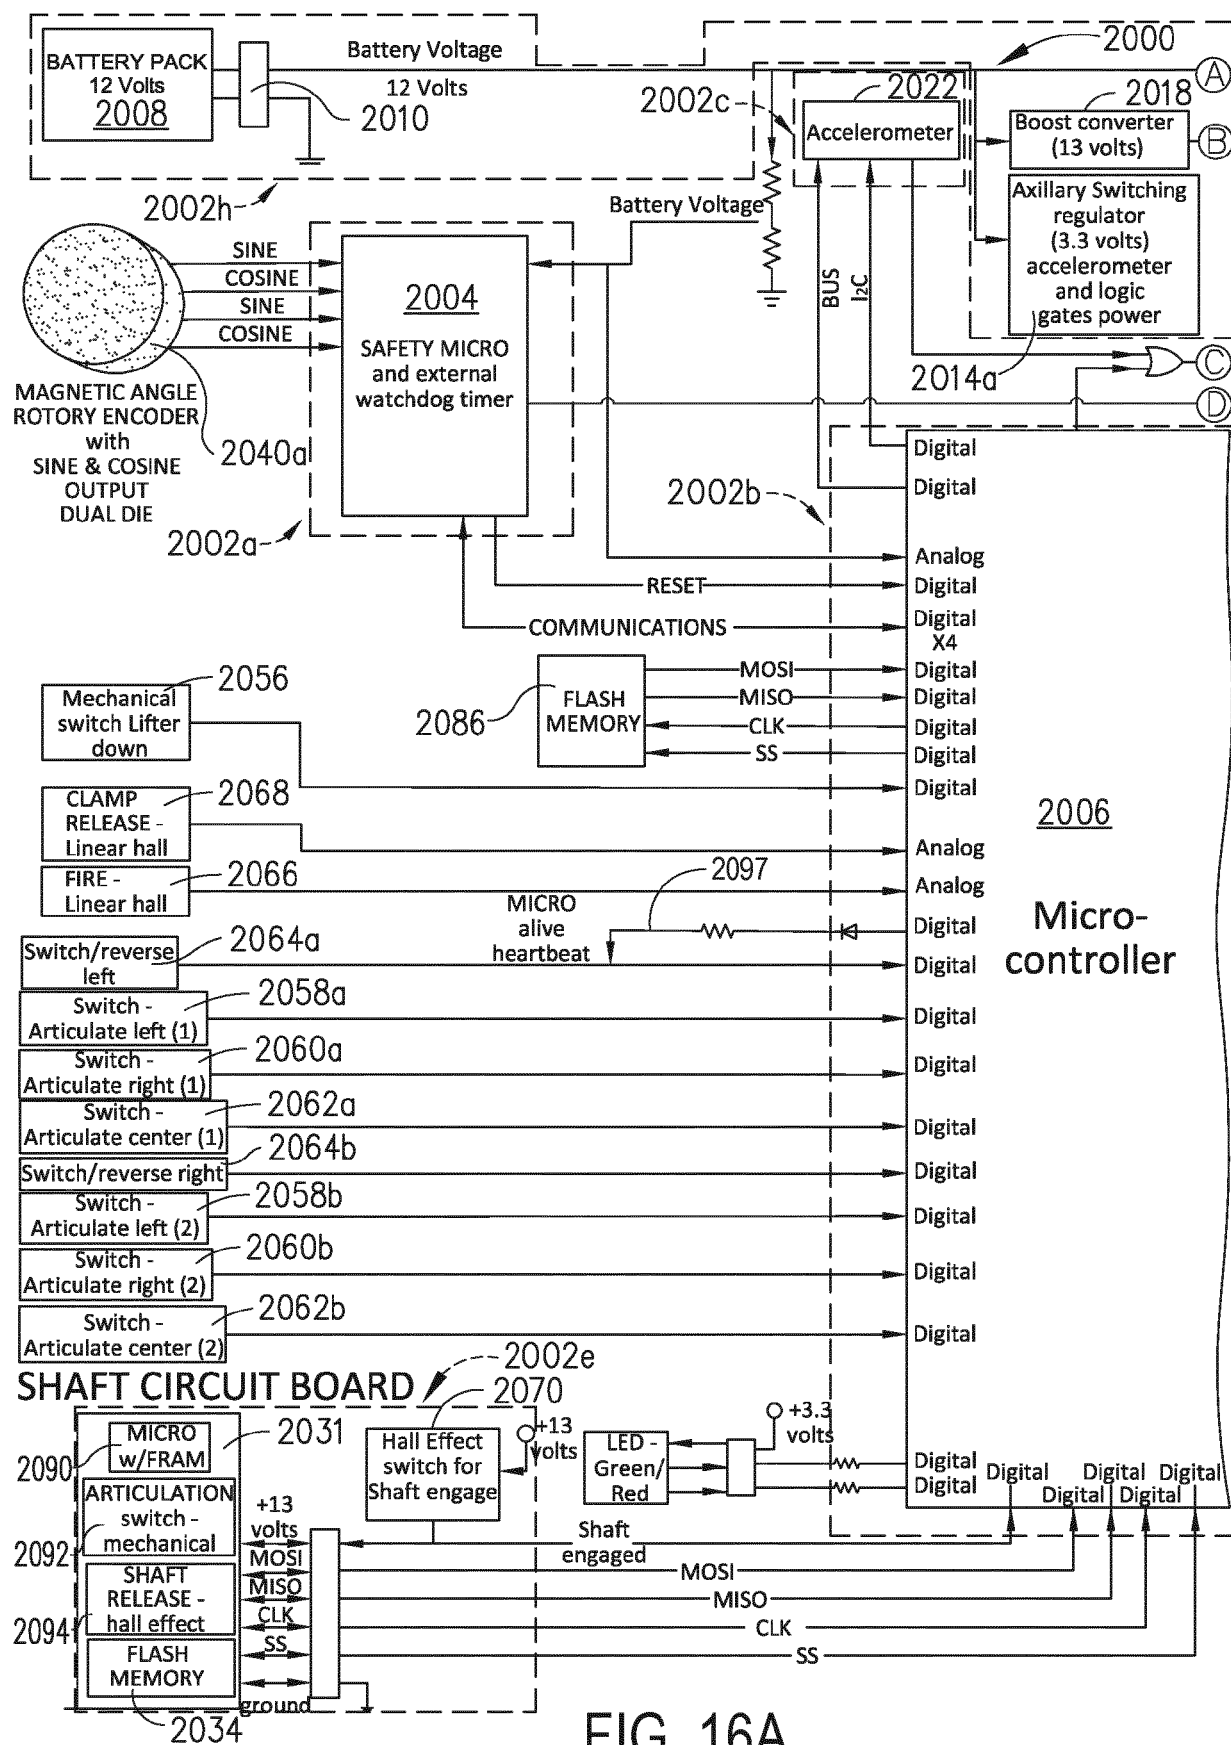 BATTERY PACK
12 Volts
2008
2010
Battery Voltage
12 Volts
2000
A
2002c
2022
Accelerometer
2018
Boost converter
(13 volts)
B
2002h
Battery Voltage
Axillary Switching
regulator
(3.3 volts)
accelerometer
and logic
gates power
2014a
C
D
SINE
COSINE
SINE
COSINE
2004
SAFETY MICRO
and external
watchdog timer
BUS
I2C
MAGNETIC ANGLE
ROTORY ENCODER
with
SINE & COSINE
OUTPUT
DUAL DIE
2040a
2002a
2002b
Digital
Digital
Analog
RESET
Digital
COMMUNICATIONS
Digital
X4
2086
FLASH
MEMORY
MOSI
Digital
MISO
Digital
CLK
Digital
SS
Digital
2056
Mechanical
switch Lifter
down
Digital
2006
Micro-
controller
2068
CLAMP
RELEASE -
Linear hall
Analog
2066
FIRE -
Linear hall
Analog
2097
MICRO
alive
heartbeat
Digital
2064a
Switch/reverse
left
Digital
2058a
Switch -
Articulate left (1)
Digital
2060a
Switch -
Articulate right (1)
Digital
2062a
Switch -
Articulate center (1)
Digital
2064b
Switch/reverse right
Digital
2058b
Switch -
Articulate left (2)
Digital
2060b
Switch -
Articulate right (2)
Digital
2062b
Switch -
Articulate center (2)
Digital
SHAFT CIRCUIT BOARD
2002e
2070
2031
2090
MICRO
w/FRAM
Hall Effect
switch for
Shaft engage
+13
volts
LED -
Green/
Red
+3.3
volts
Digital
Digital
Digital
Digital
Digital
Digital
Digital
2092
ARTICULATION
switch -
mechanical
+13
volts
Shaft
engaged
2094
SHAFT
RELEASE -
hall effect
MOSI
MOSI
MISO
MISO
CLK
CLK
SS
SS
FLASH
MEMORY
ground
2034
FIG. 16A